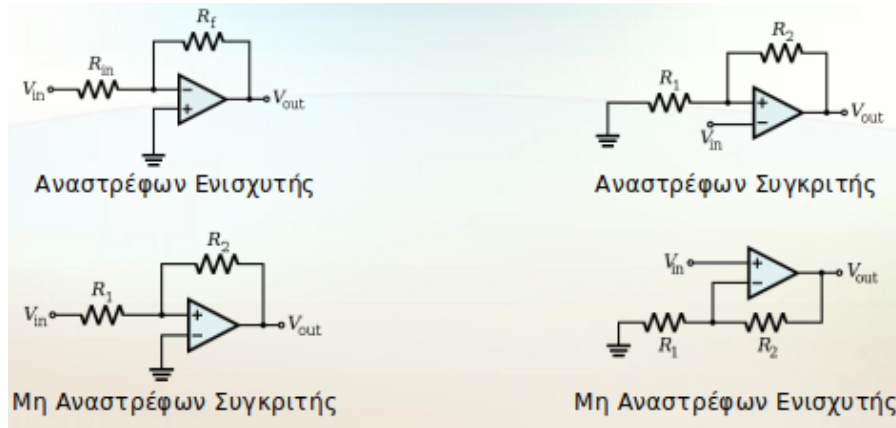 R_f
R_in
V_in
−
+
V_out
Αναστρέφων Ενισχυτής
R_2
R_1
+
−
V_in
V_out
Αναστρέφων Συγκριτής
R_2
R_1
V_in
+
−
V_out
Μη Αναστρέφων Συγκριτής
V_in
+
−
V_out
R_1
R_2
Μη Αναστρέφων Ενισχυτής